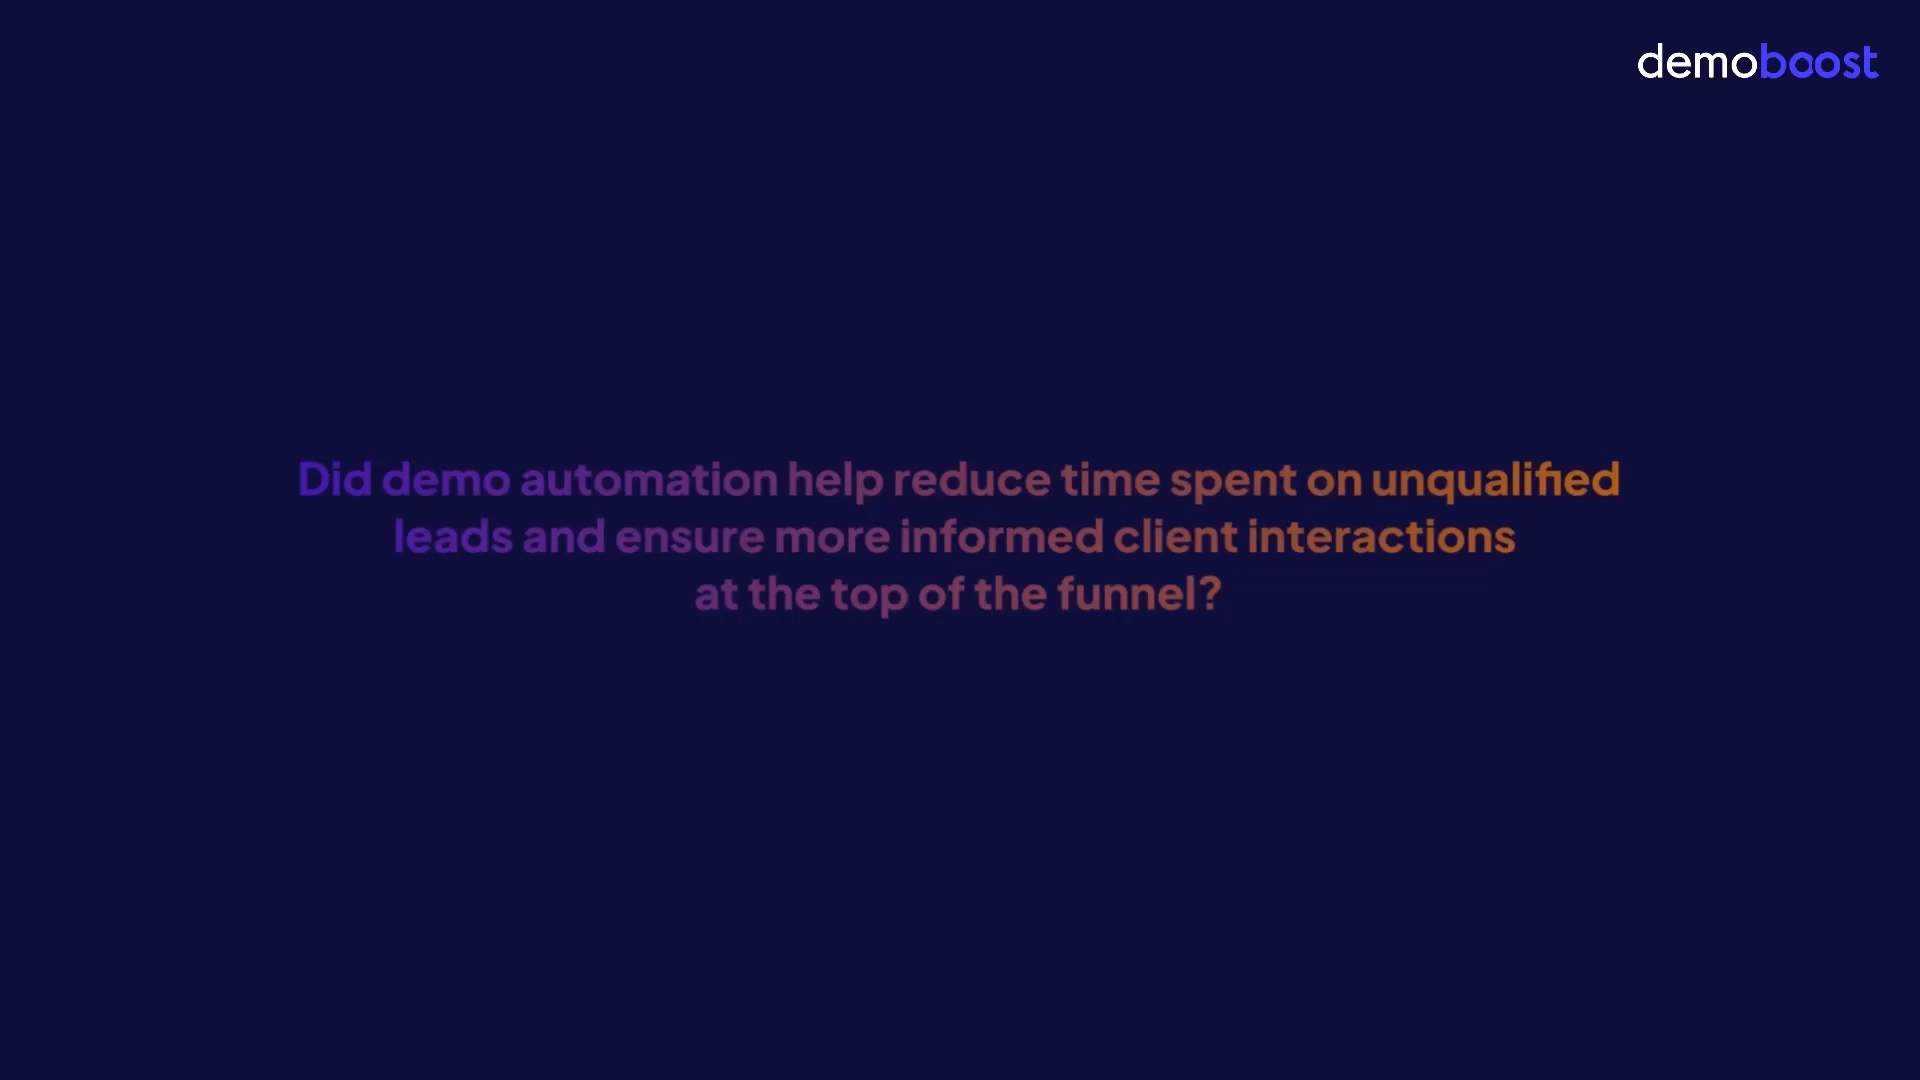 demoboost
Did demo automation help reduce time spent on unqualified
leads and ensure more informed client interactions
at the top of the funnel?